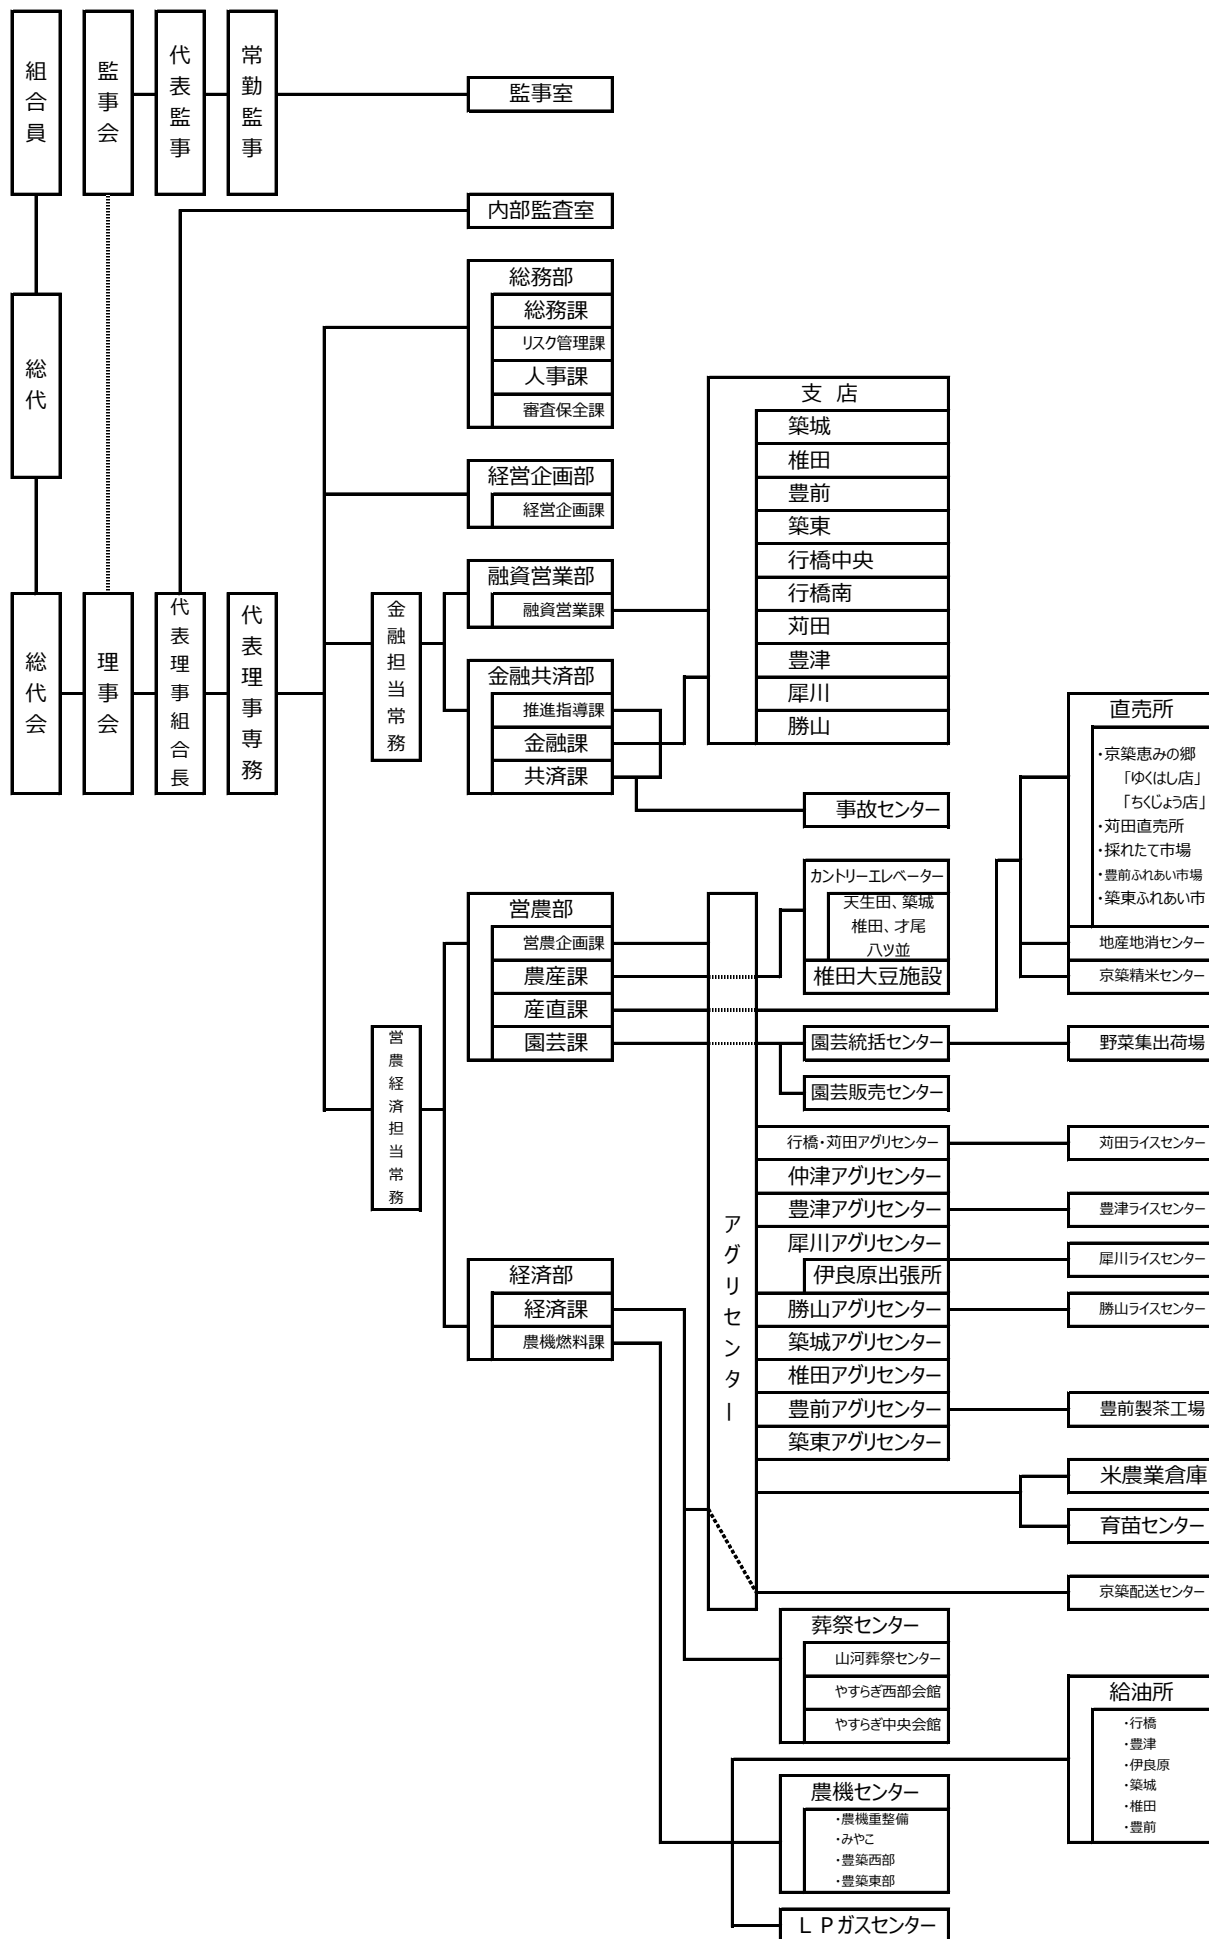 組合員
監事会
代表監事
常勤監事
監事室
内部監査室
総代
総務部
総務課
リスク管理課
人事課
審査保全課
経営企画部
経営企画課
融資営業部
融資営業課
金融共済部
推進指導課
金融課
共済課
総代会
理事会
代表理事組合長
代表理事専務
金融担当常務
支 店
築城
椎田
豊前
築東
行橋中央
行橋南
苅田
豊津
犀川
勝山
事故センター
直売所
・京築恵みの郷
「ゆくはし店」
「ちくじょう店」
・苅田直売所
・採れたて市場
・豊前ふれあい市場
・築東ふれあい市
地産地消センター
京築精米センター
営農経済担当常務
営農部
営農企画課
農産課
産直課
園芸課
経済部
経済課
農機燃料課
アグリセンター
カントリーエレベーター
天生田、築城
椎田、才尾
八ツ並
椎田大豆施設
園芸統括センター
野菜集出荷場
園芸販売センター
行橋・苅田アグリセンター
苅田ライスセンター
仲津アグリセンター
豊津アグリセンター
豊津ライスセンター
犀川アグリセンター
伊良原出張所
犀川ライスセンター
勝山アグリセンター
勝山ライスセンター
築城アグリセンター
椎田アグリセンター
豊前アグリセンター
豊前製茶工場
築東アグリセンター
米農業倉庫
育苗センター
京築配送センター
葬祭センター
山河葬祭センター
やすらぎ西部会館
やすらぎ中央会館
給油所
・行橋
・豊津
・伊良原
・築城
・椎田
・豊前
農機センター
・農機重整備
・みやこ
・豊築西部
・豊築東部
ＬＰガスセンター